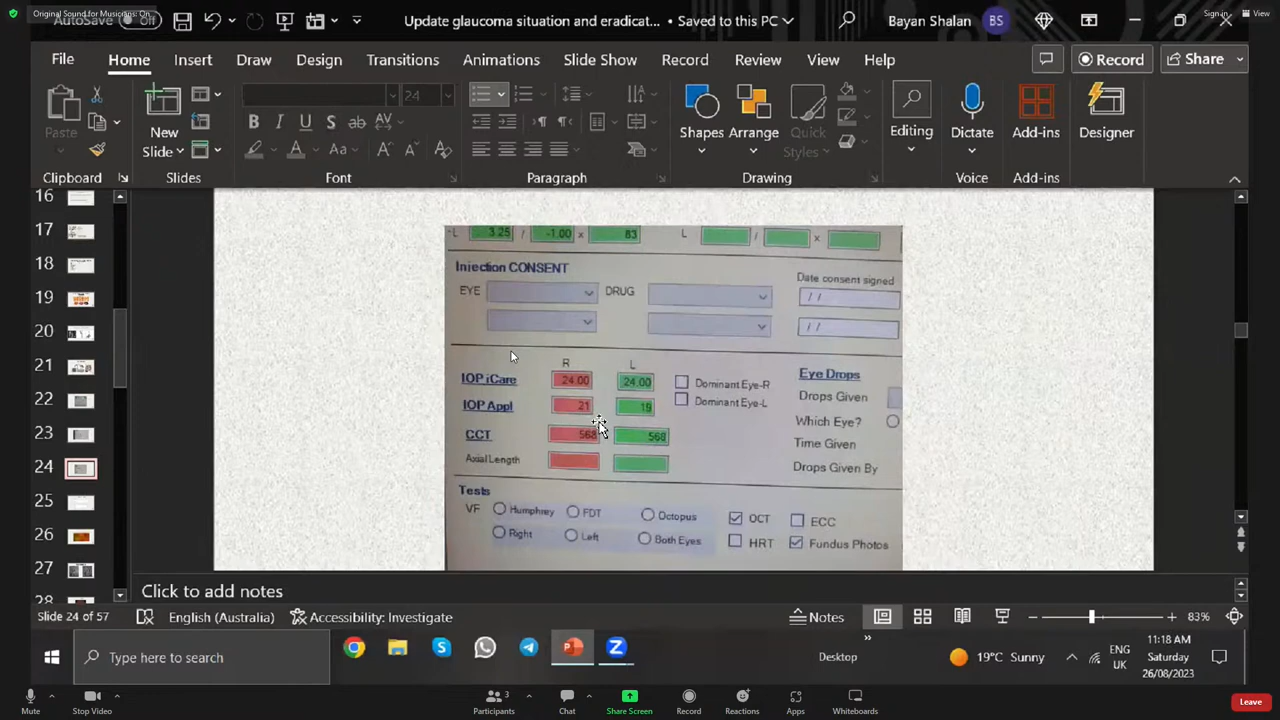 Original Sound for Musicians: On
Sign in View
AutoSave Off Update glaucoma situation and eradicat... • Saved to this PC Bayan Shalan BS
File Home Insert Draw Design Transitions Animations Slide Show Record Review View Help Record Share
24
Paste New Slide Shapes Arrange Quick Styles Editing Dictate Add-ins Designer
Clipboard Slides Font Paragraph Drawing Voice Add-ins
16
17
18
19
20
21
22
23
24
25
26
27
28
-L 3.25 / -1.00 x 83 L / x
Injection CONSENT Date consent signed
EYE DRUG / /
/ /
R L
IOP iCare 24.00 24.00 Dominant Eye-R Eye Drops
IOP Appl 21 19 Dominant Eye-L Drops Given
Which Eye?
CCT 568 568 Time Given
Axial Length Drops Given By
Tests
VF Humphrey FDT Octopus OCT ECC
Right Left Both Eyes HRT Fundus Photos
Click to add notes
Slide 24 of 57 English (Australia) Accessibility: Investigate Notes 83%
Type here to search Desktop 19°C Sunny ENG UK 11:18 AM Saturday 26/08/2023
Mute Stop Video Participants 3 Chat Share Screen Record Reactions Apps Whiteboards Leave